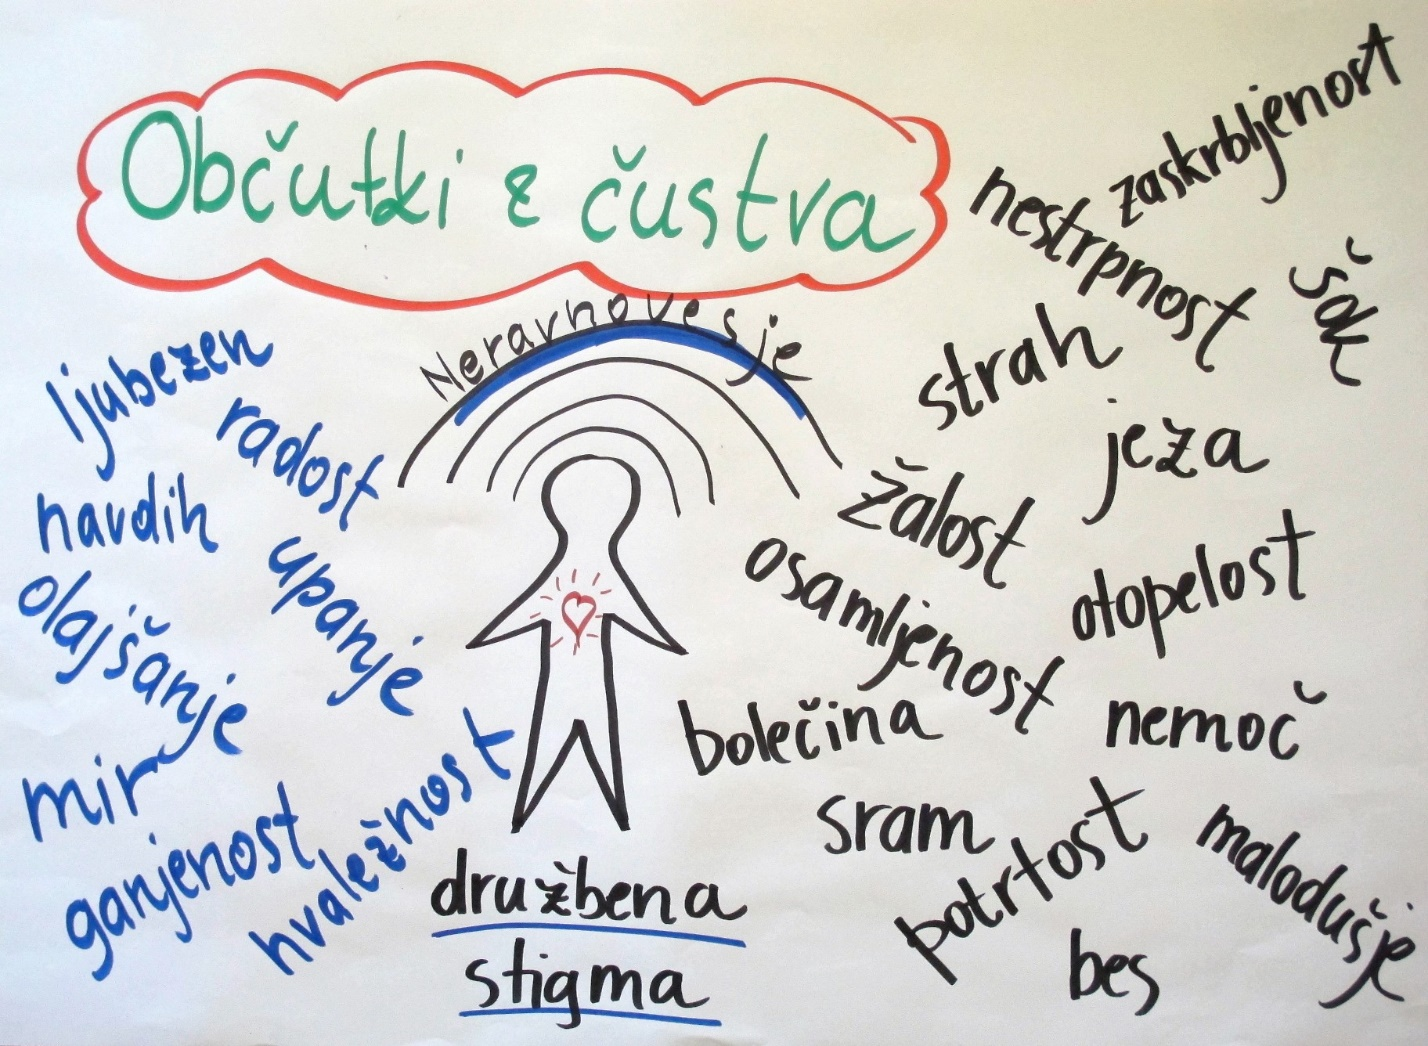 Občutki & čustva
Neravnovesje
ljubezen
radost
navdih
upanje
olajšanje
mir
ganjenost
hvaležnost
družbena
stigma
zaskrbljenost
nestrpnost
šok
strah
jeza
žalost
osamljenost
otopelost
bolečina
nemoč
sram
potrtost
malodušje
bes